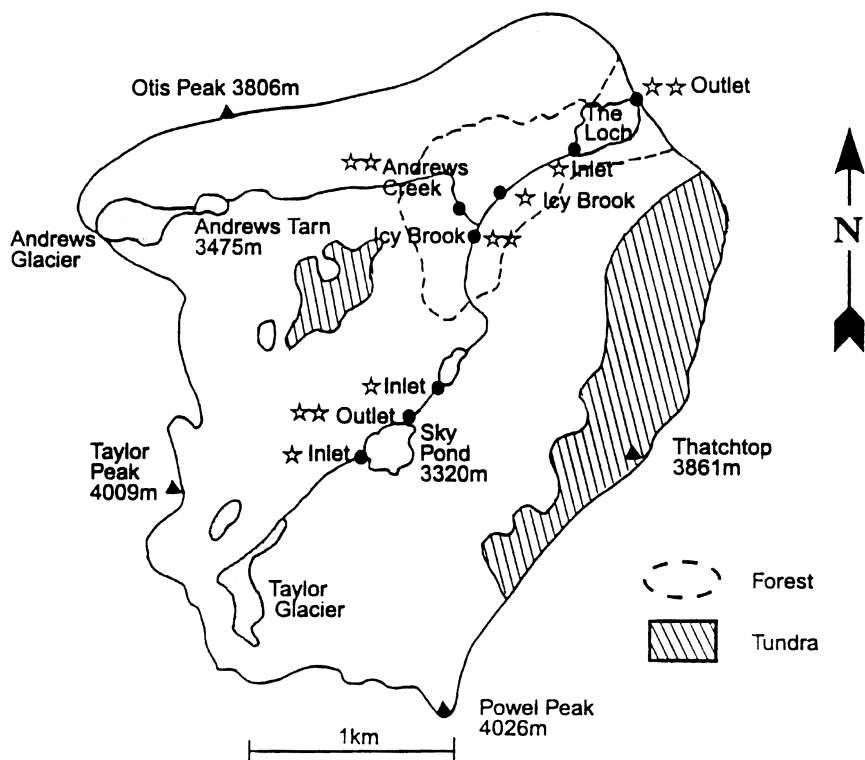 Otis Peak 3806m
☆☆ Outlet
The
Loch
☆☆ Andrews
Creek
☆ Inlet
☆ Icy Brook
Andrews Tarn
3475m
Andrews
Glacier
Icy Brook ☆☆
N
☆ Inlet
☆☆ Outlet
☆ Inlet
Sky
Pond
3320m
Taylor
Peak
4009m
Thatchtop
3861m
Taylor
Glacier
Forest
Tundra
Powel Peak
4026m
1km